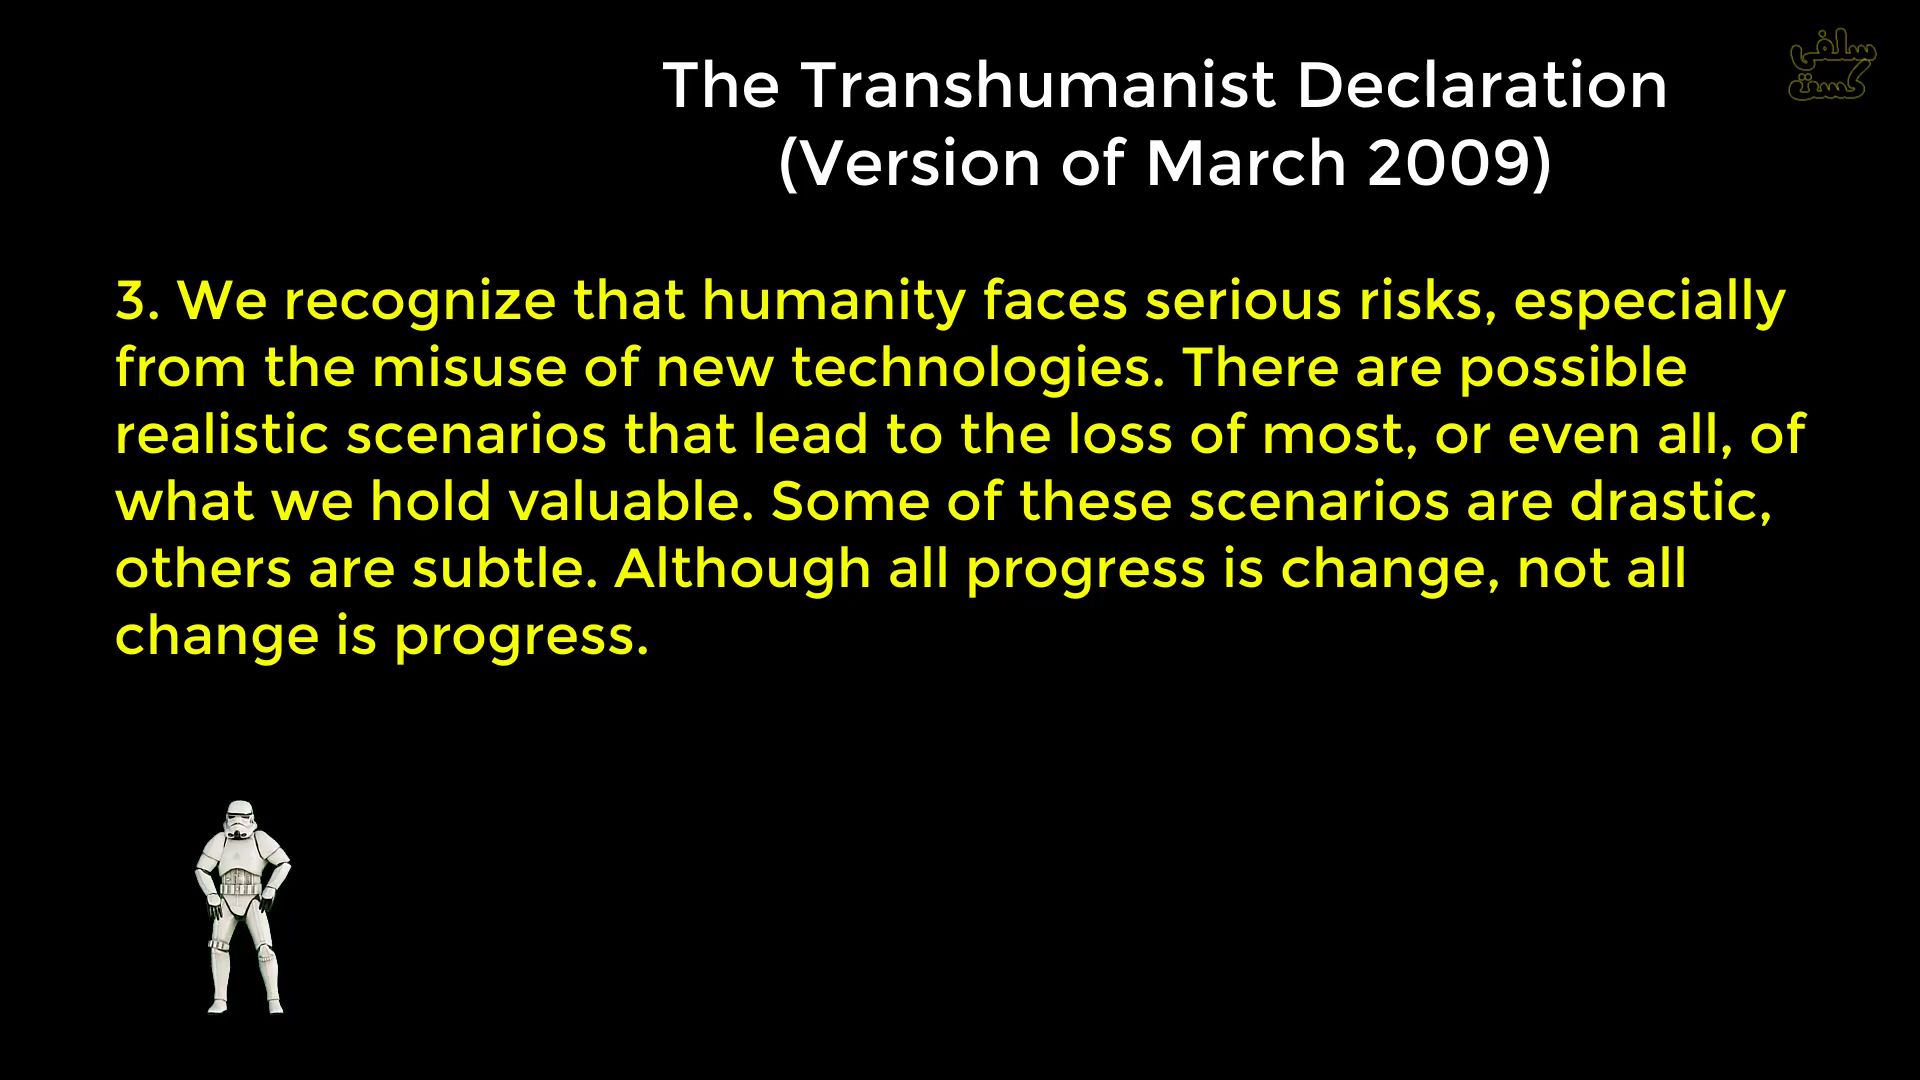 سلفي
كستق
The Transhumanist Declaration
(Version of March 2009)
3. We recognize that humanity faces serious risks, especially
from the misuse of new technologies. There are possible
realistic scenarios that lead to the loss of most, or even all, of
what we hold valuable. Some of these scenarios are drastic,
others are subtle. Although all progress is change, not all
change is progress.